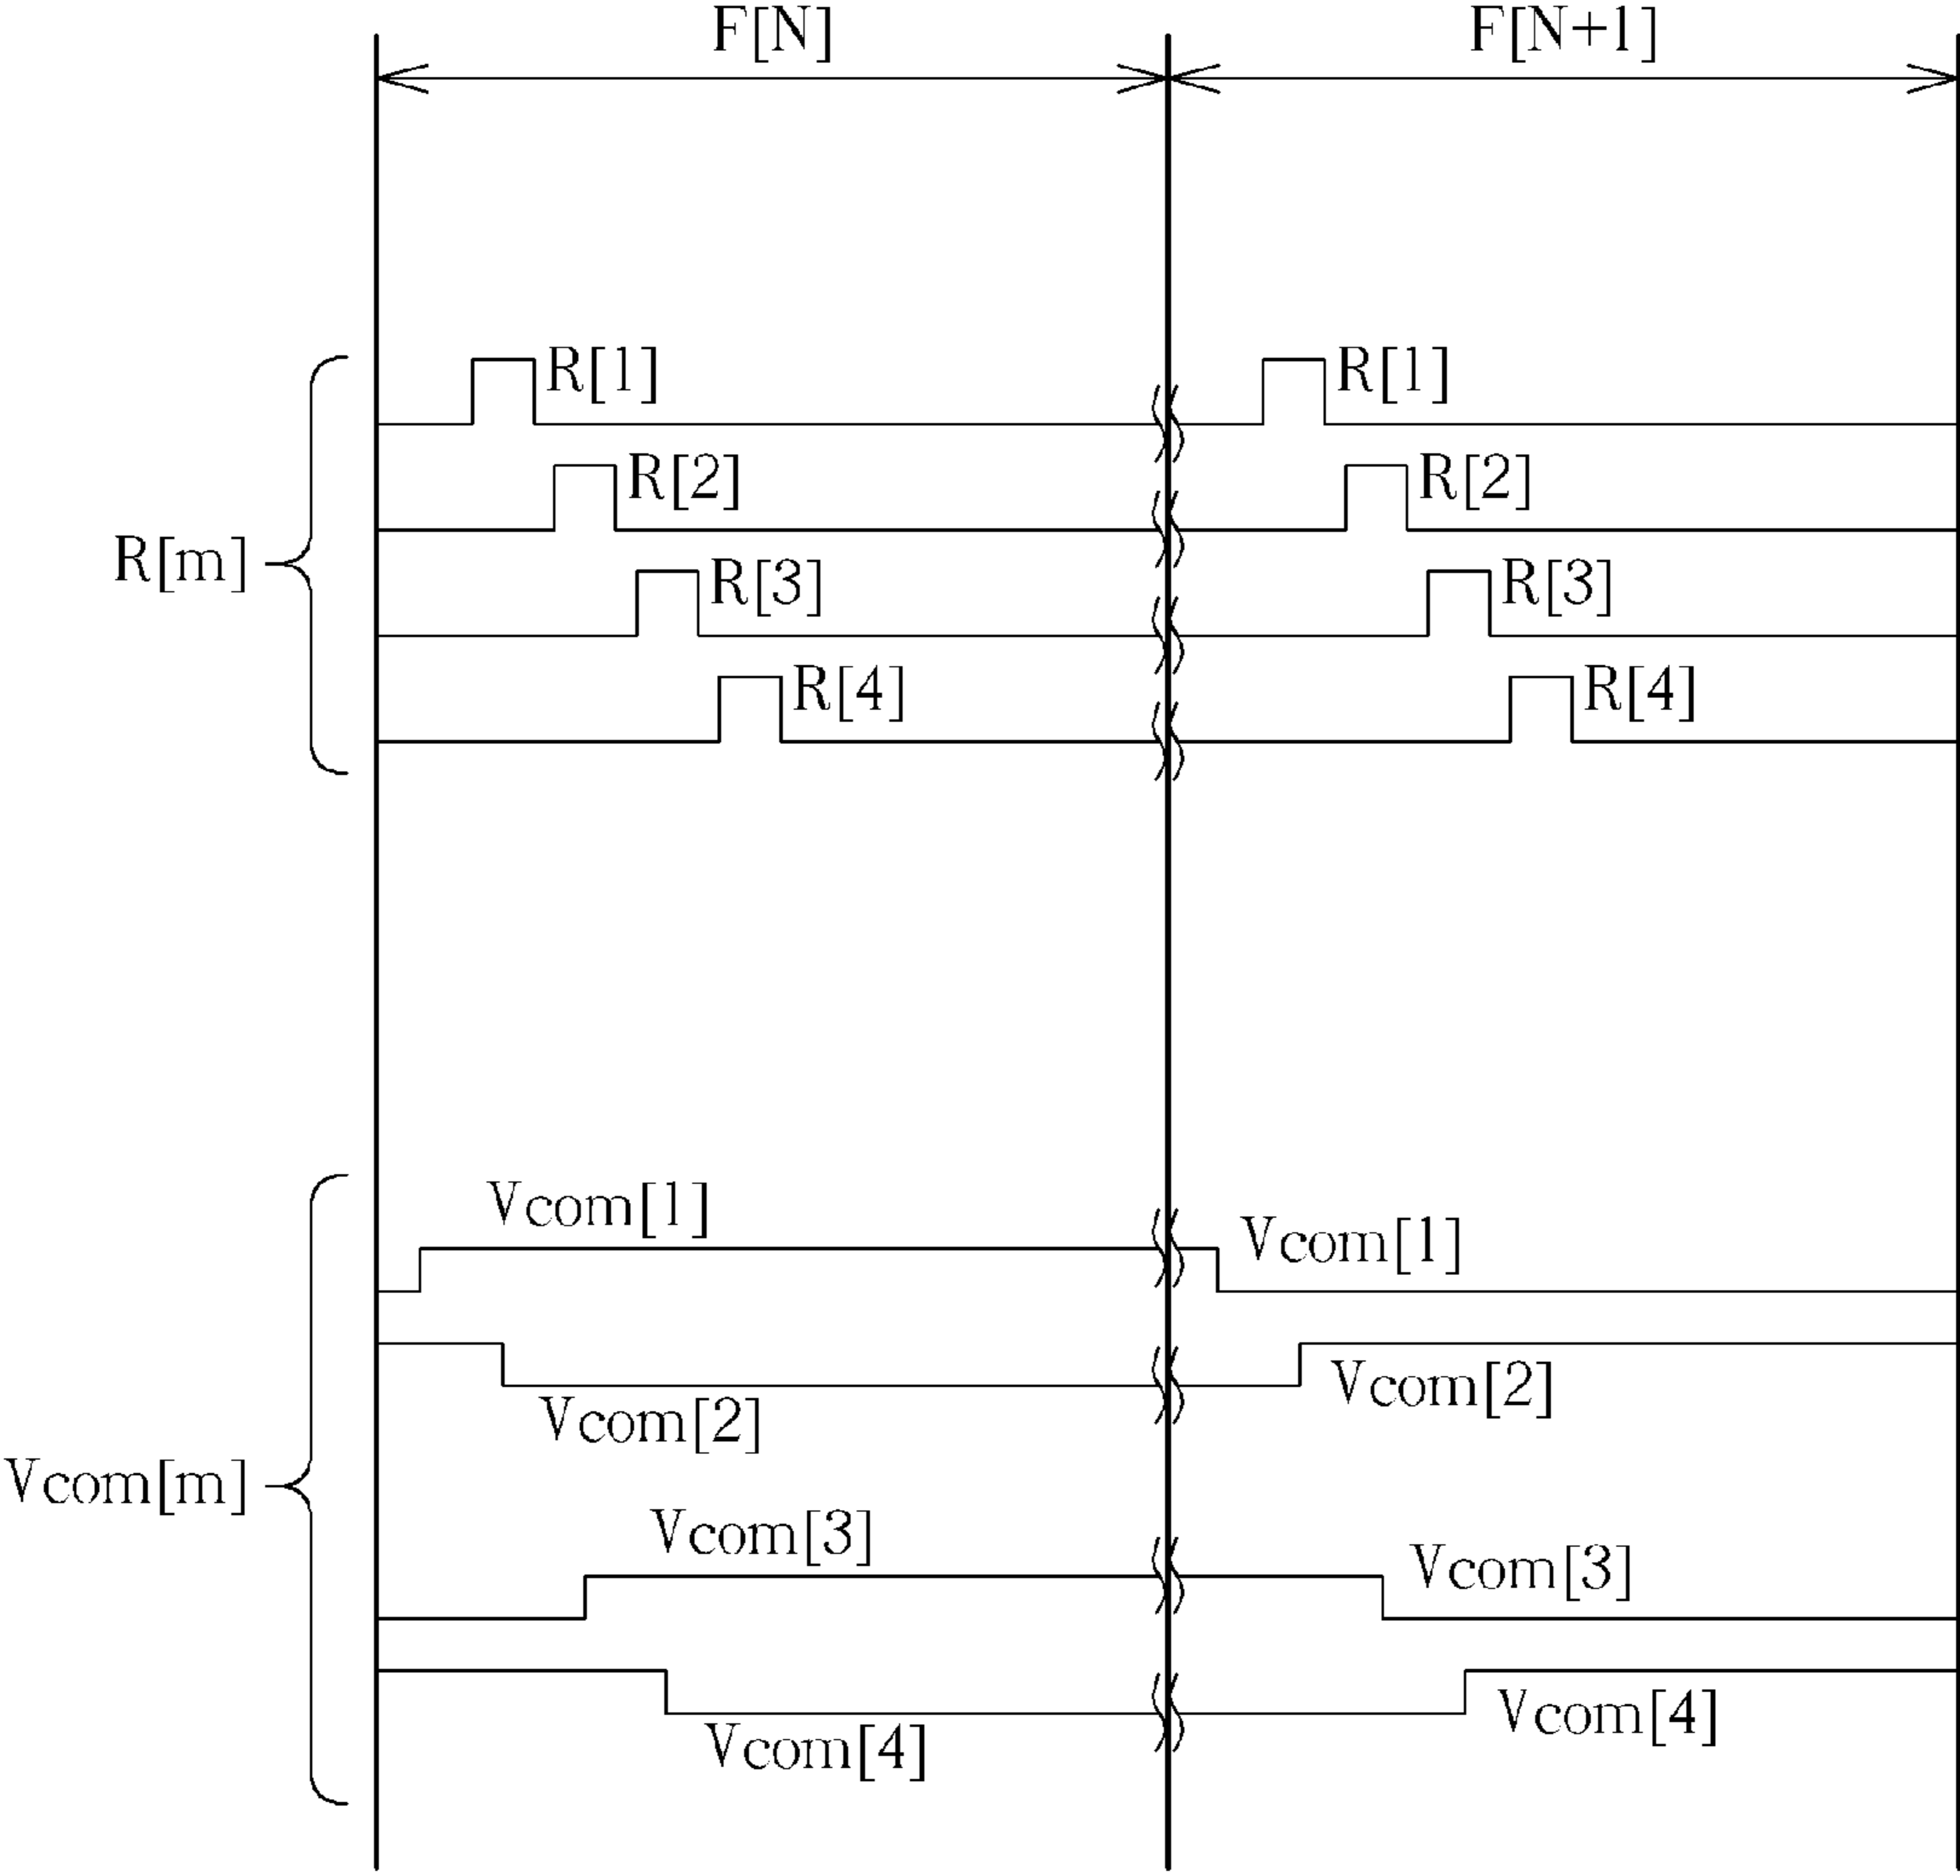 F[N] F[N+1]
R[1] R[1]
R[2] R[2]
R[m]
R[3] R[3]
R[4] R[4]
Vcom[1] Vcom[1]
Vcom[2] Vcom[2]
Vcom[m]
Vcom[3] Vcom[3]
Vcom[4] Vcom[4]